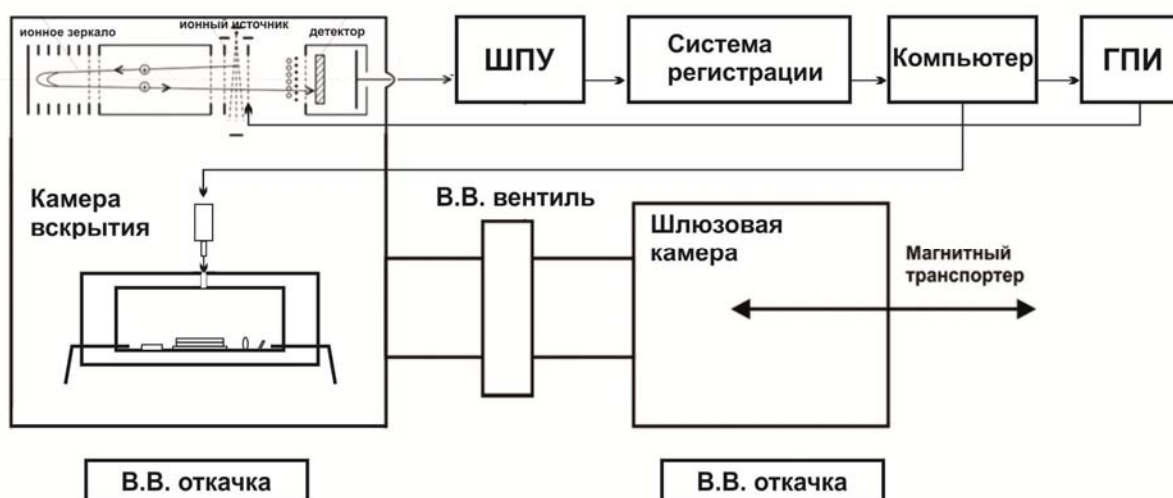 ионное зеркало
ионный источник
детектор
ШПУ
Система
регистрации
Компьютер
ГПИ
Камера
вскрытия
В.В. вентиль
Шлюзовая
камера
Магнитный
транспортер
В.В. откачка
В.В. откачка